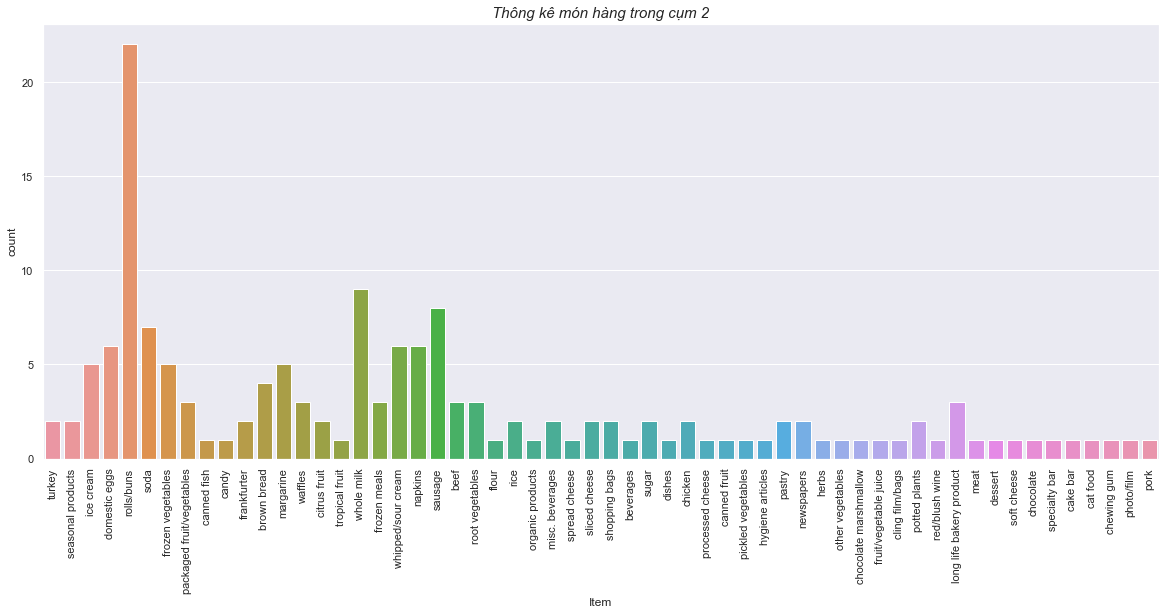 Thông kê món hàng trong cụm 2
count
20
15
10
5
0
turkey
seasonal products
ice cream
domestic eggs
rolls/buns
soda
frozen vegetables
packaged fruit/vegetables
canned fish
candy
frankfurter
brown bread
margarine
waffles
citrus fruit
tropical fruit
whole milk
frozen meals
whipped/sour cream
napkins
sausage
beef
root vegetables
flour
rice
organic products
misc. beverages
spread cheese
sliced cheese
shopping bags
beverages
sugar
dishes
chicken
processed cheese
canned fruit
pickled vegetables
hygiene articles
pastry
newspapers
herbs
other vegetables
chocolate marshmallow
fruit/vegetable juice
cling film/bags
potted plants
red/blush wine
long life bakery product
meat
dessert
soft cheese
chocolate
specialty bar
cake bar
cat food
chewing gum
photo/film
pork
Item